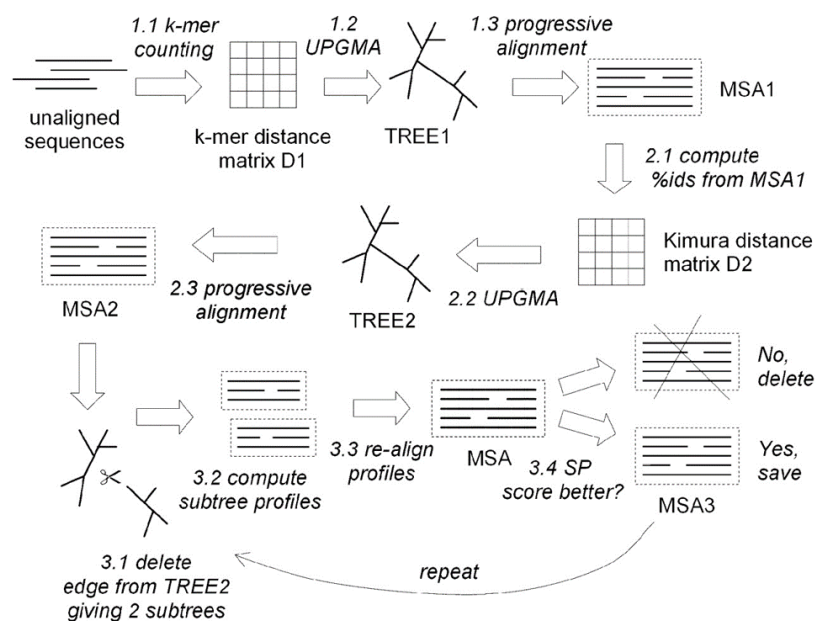 1.1 k-mer
counting
1.2
UPGMA
1.3 progressive
alignment
unaligned
sequences
k-mer distance
matrix D1
TREE1
MSA1
2.1 compute
%ids from MSA1
Kimura distance
matrix D2
2.2 UPGMA
TREE2
2.3 progressive
alignment
MSA2
3.1 delete
edge from TREE2
giving 2 subtrees
3.2 compute
subtree profiles
3.3 re-align
profiles
MSA
3.4 SP
score better?
No,
delete
Yes,
save
MSA3
repeat